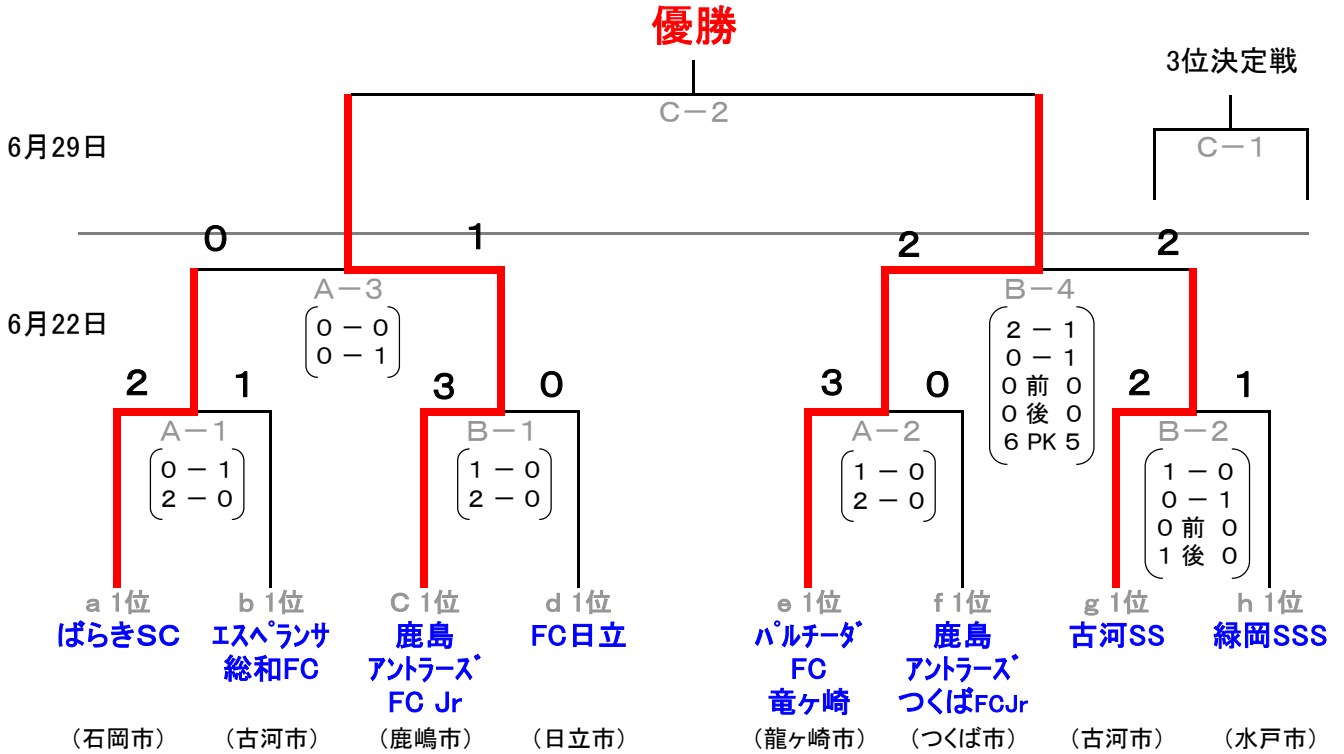 優勝
3位決定戦
C-2
C-1
6月29日
0 1 2 2
A-3 B-4
6月22日
0 - 0
0 - 1
2 - 1
0 - 1
0 前 0
0 後 0
6 PK 5
2 1 3 0 3 0 2 1
A-1 B-1 A-2 B-2
0 - 1
2 - 0
1 - 0
2 - 0
1 - 0
2 - 0
1 - 0
0 - 1
0 前 0
1 後 0
a 1位
ばらきSC
(石岡市)
b 1位
エスペランサ
総和FC
(古河市)
C 1位
鹿島
アントラーズ
FC Jr
(鹿嶋市)
d 1位
FC日立
(日立市)
e 1位
パルチーダ
FC
竜ヶ崎
(龍ヶ崎市)
f 1位
鹿島
アントラーズ
つくばFCJr
(つくば市)
g 1位
古河SS
(古河市)
h 1位
緑岡SSS
(水戸市)